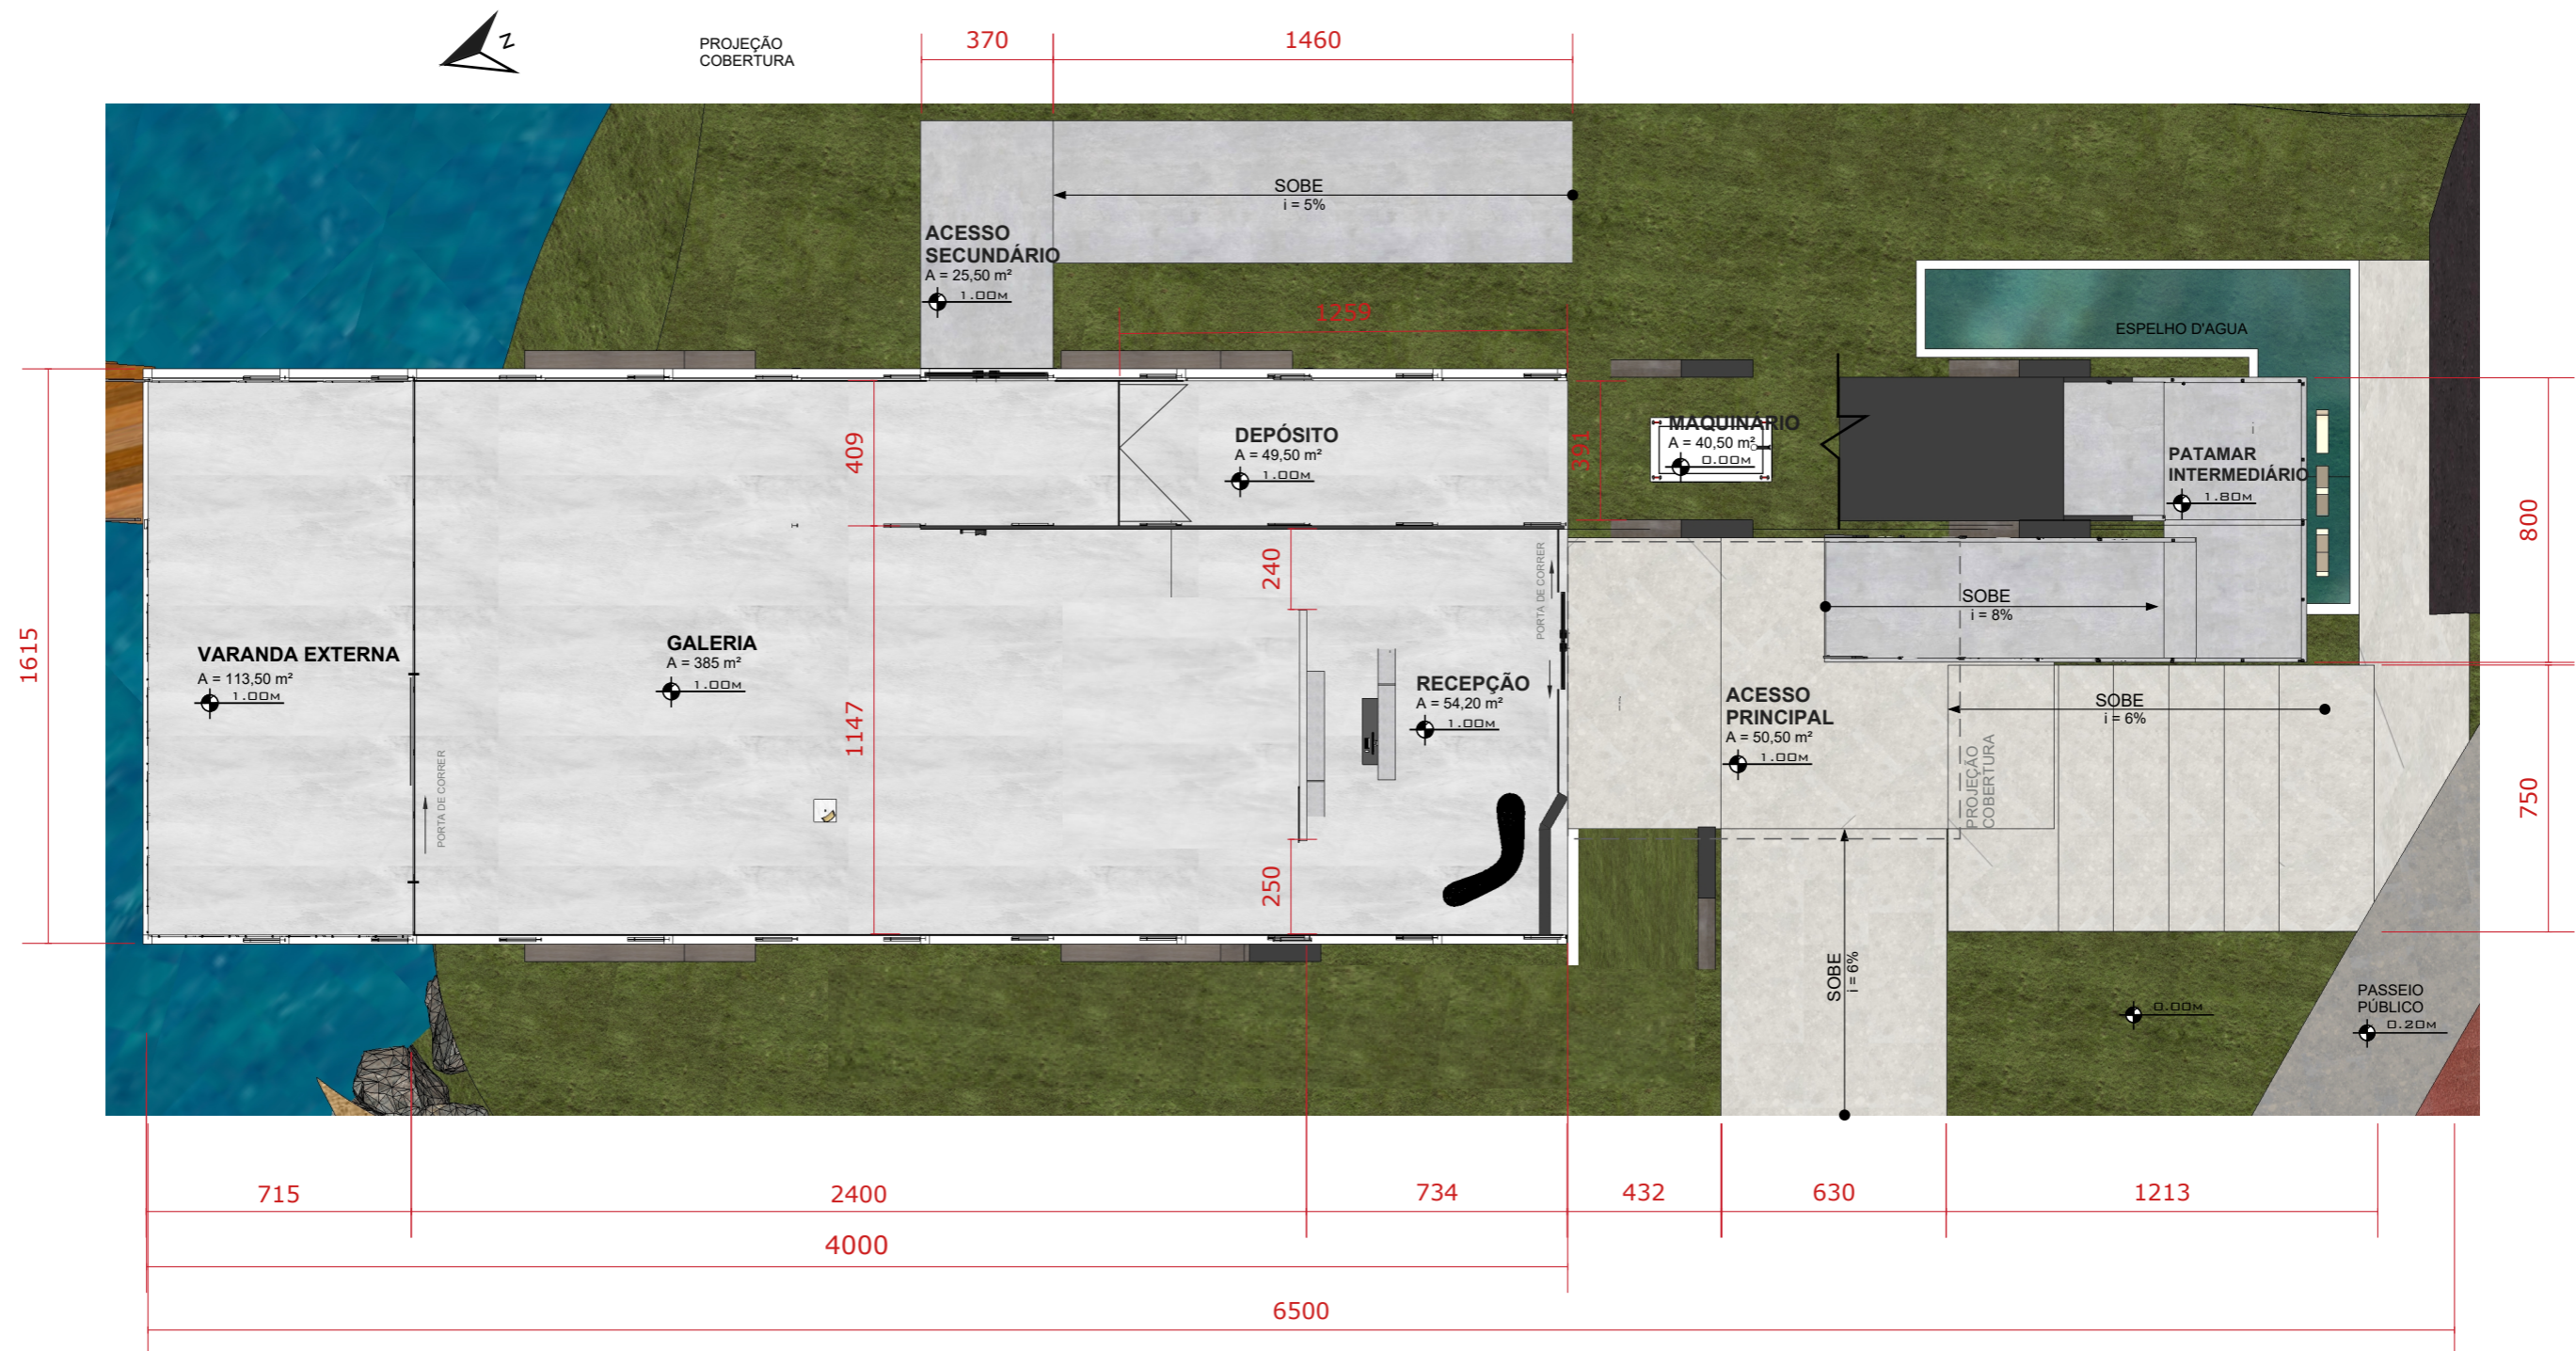 N
PROJEÇÃO
COBERTURA
370
1460
SOBE
i = 5%
ACESSO
SECUNDÁRIO
A = 25,50 m²
1.00M
1259
ESPELHO D'AGUA
409
DEPÓSITO
A = 49,50 m²
1.00M
391
MAQUINÁRIO
A = 40,50 m²
0.00M
PATAMAR
INTERMEDIÁRIO
1.80M
800
1615
VARANDA EXTERNA
A = 113,50 m²
1.00M
PORTA DE CORRER
GALERIA
A = 385 m²
1.00M
1147
240
250
RECEPÇÃO
A = 54,20 m²
1.00M
PORTA DE CORRER
SOBE
i = 8%
ACESSO
PRINCIPAL
A = 50,50 m²
1.00M
SOBE
i = 6%
PROJEÇÃO
COBERTURA
750
SOBE
i = 6%
0.00M
PASSEIO
PÚBLICO
0.20M
715
2400
734
432
630
1213
4000
6500